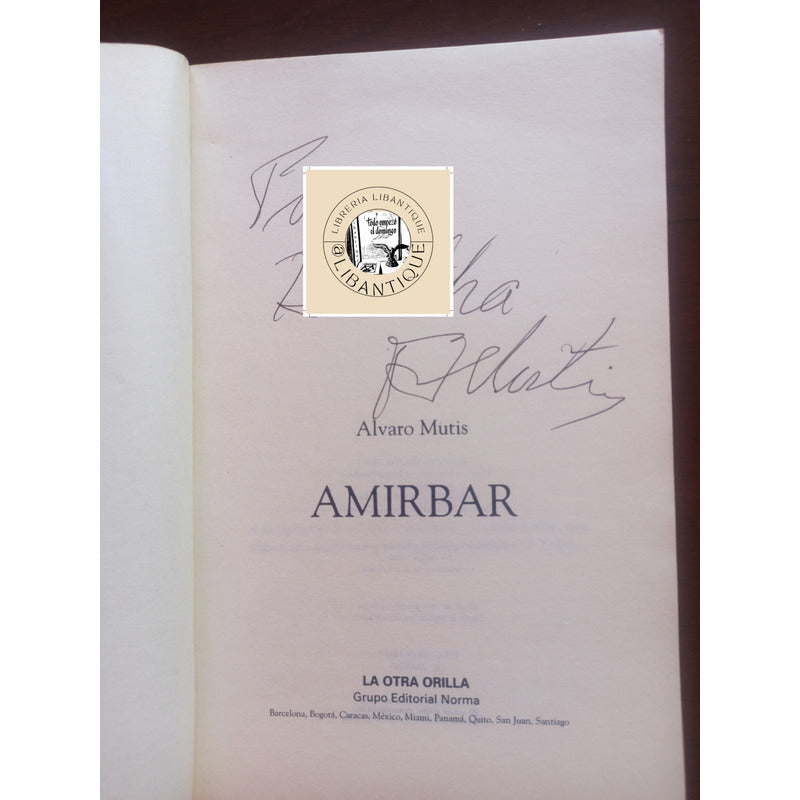 LIBRERIA LIBANTIQUE
todo empezó
el domingo
@LIBANTIQUE
Alvaro Mutis
AMIRBAR
LA OTRA ORILLA
Grupo Editorial Norma
Barcelona, Bogotá, Caracas, México, Miami, Panamá, Quito, San Juan, Santiago